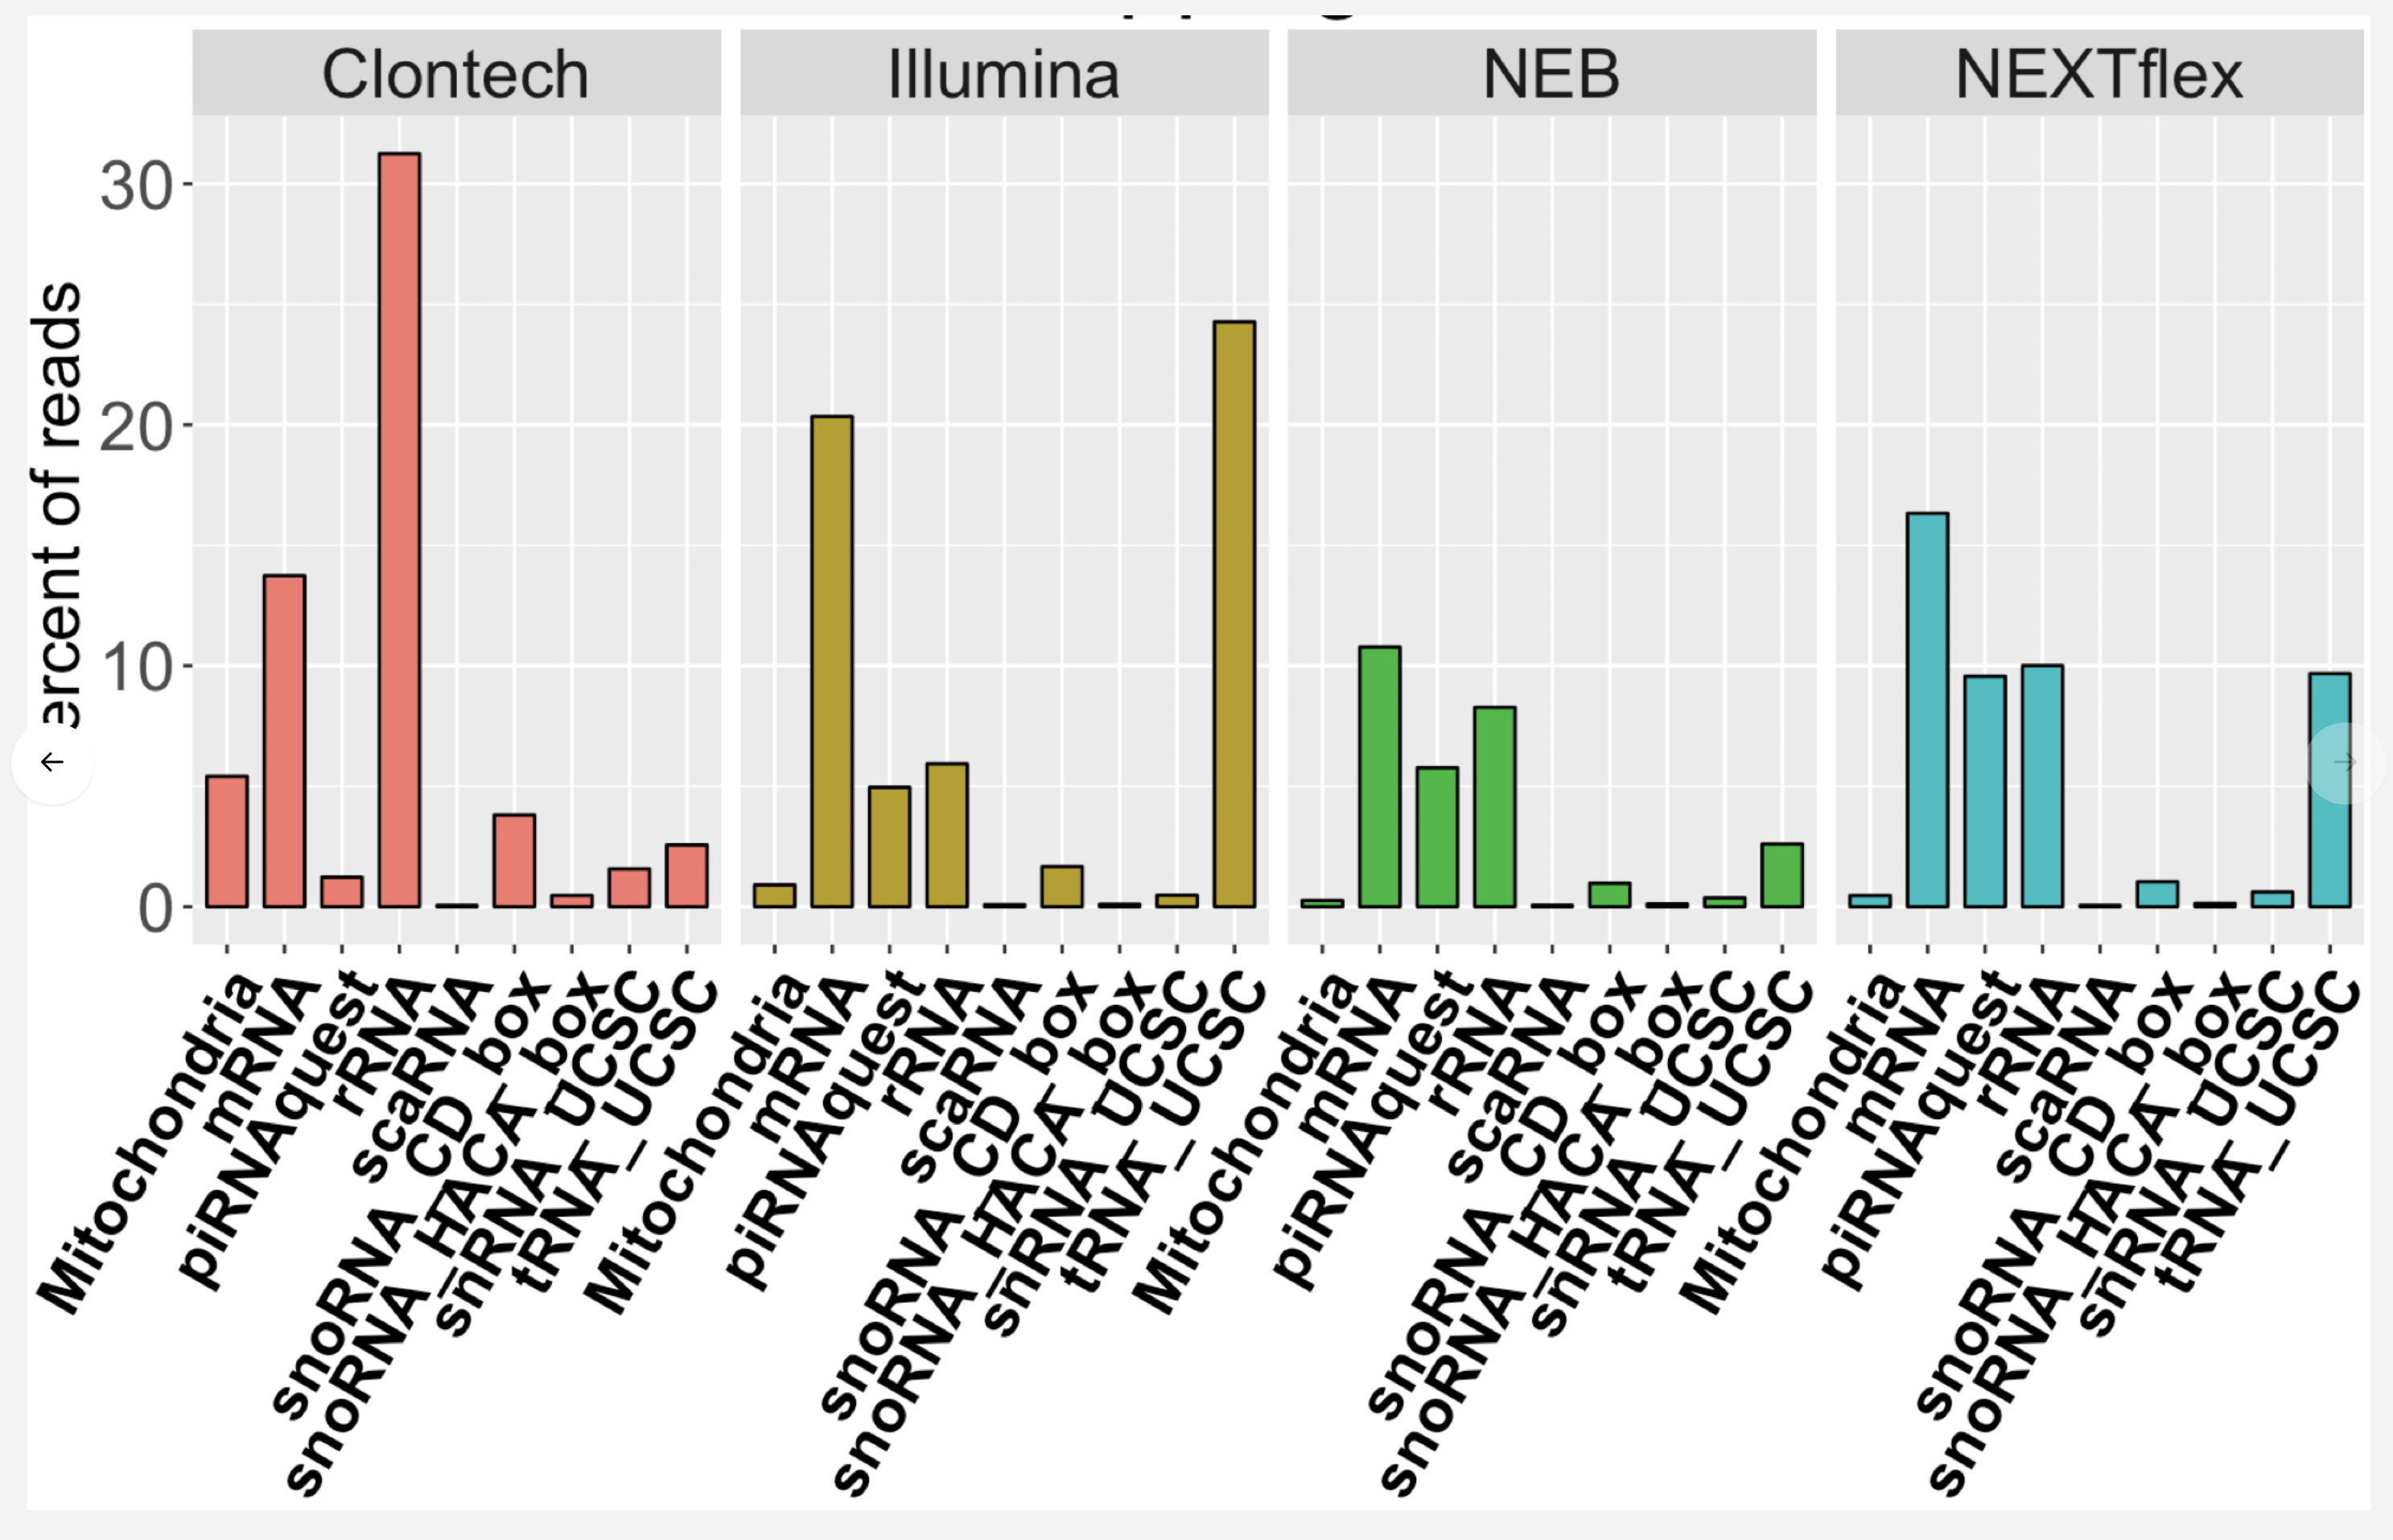 Clontech
Illumina
NEB
NEXTflex
ercent of reads
30
20
10
0
Mitochondria
mRNA
piRNAquest
rRNA
scaRNA
snoRNA_CD_box
snoRNA_HACA_box
snRNA_UCSC
tRNA_UCSC
Mitochondria
mRNA
piRNAquest
rRNA
scaRNA
snoRNA_CD_box
snoRNA_HACA_box
snRNA_UCSC
tRNA_UCSC
Mitochondria
mRNA
piRNAquest
rRNA
scaRNA
snoRNA_CD_box
snoRNA_HACA_box
snRNA_UCSC
tRNA_UCSC
Mitochondria
mRNA
piRNAquest
rRNA
scaRNA
snoRNA_CD_box
snoRNA_HACA_box
snRNA_UCSC
tRNA_UCSC